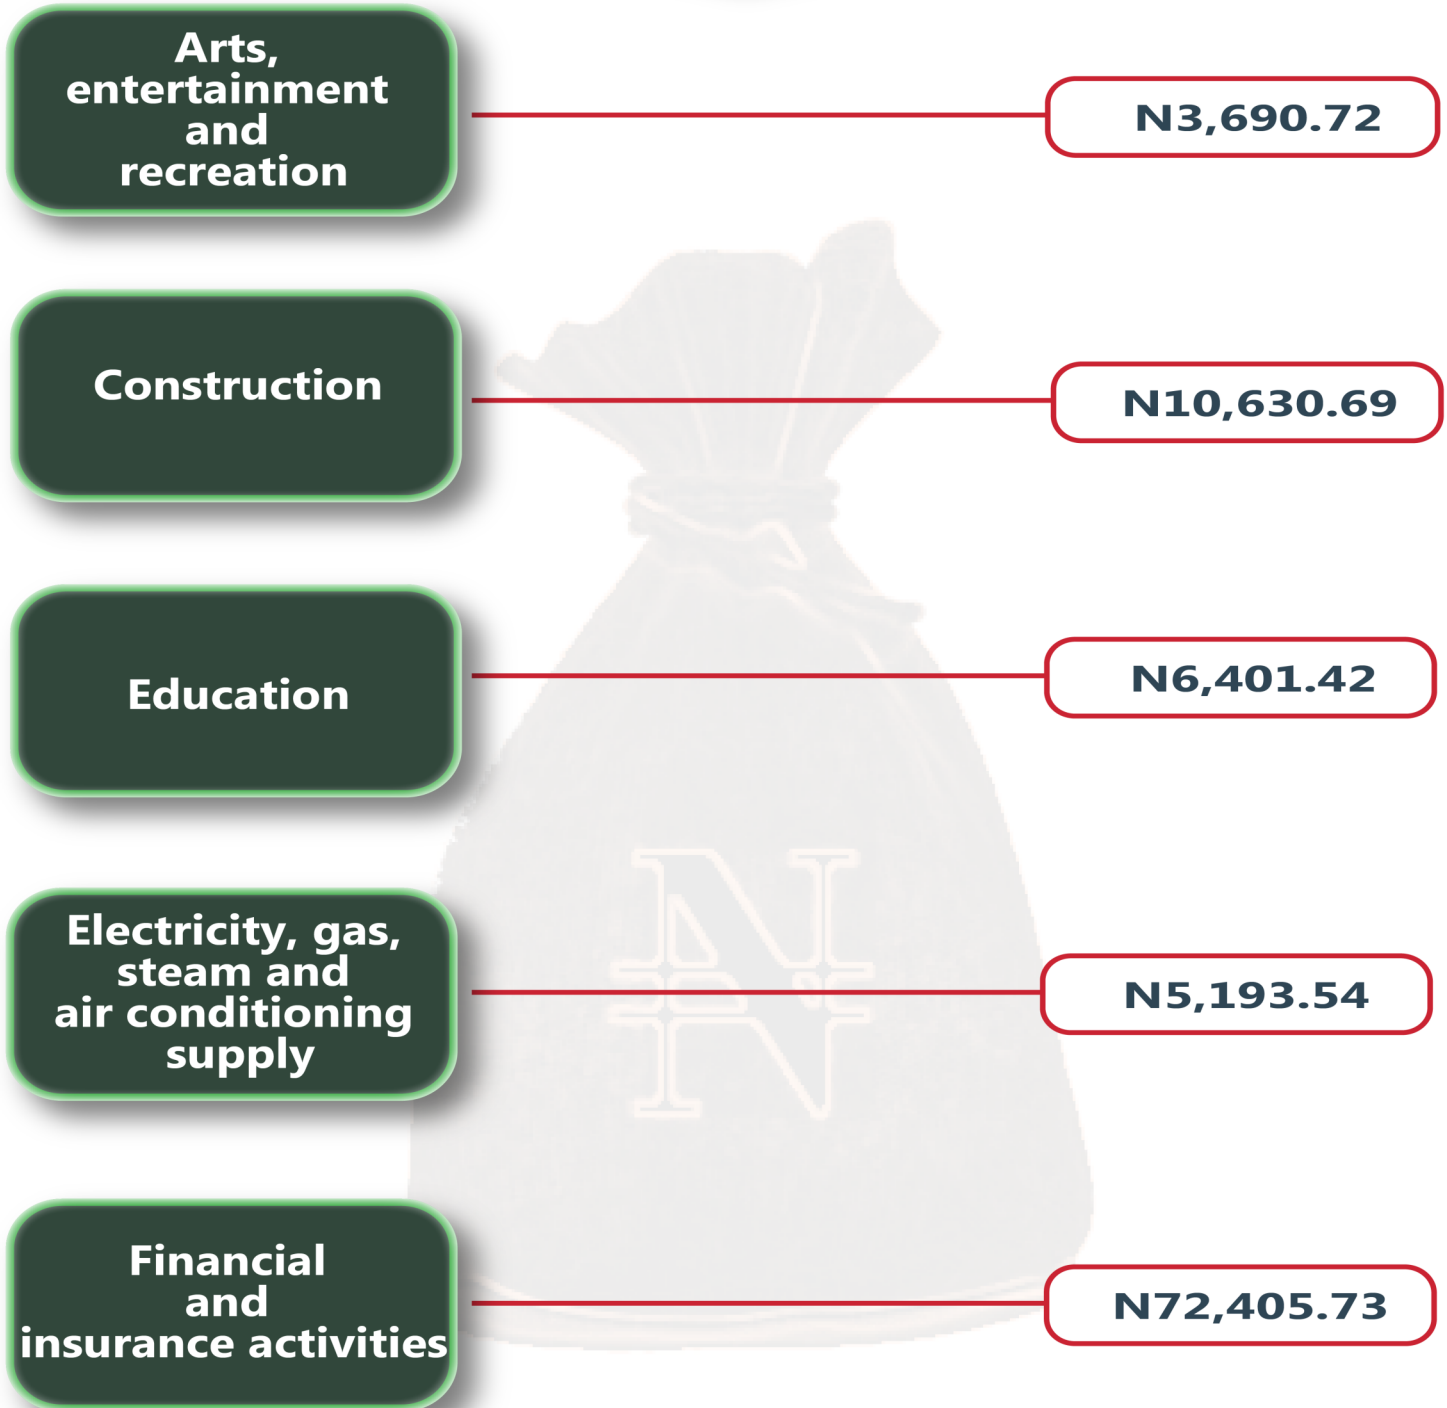 Arts,
entertainment
and
recreation
N3,690.72
Construction
N10,630.69
Education
N6,401.42
Electricity, gas,
steam and
air conditioning
supply
N5,193.54
Financial
and
insurance activities
N72,405.73
N